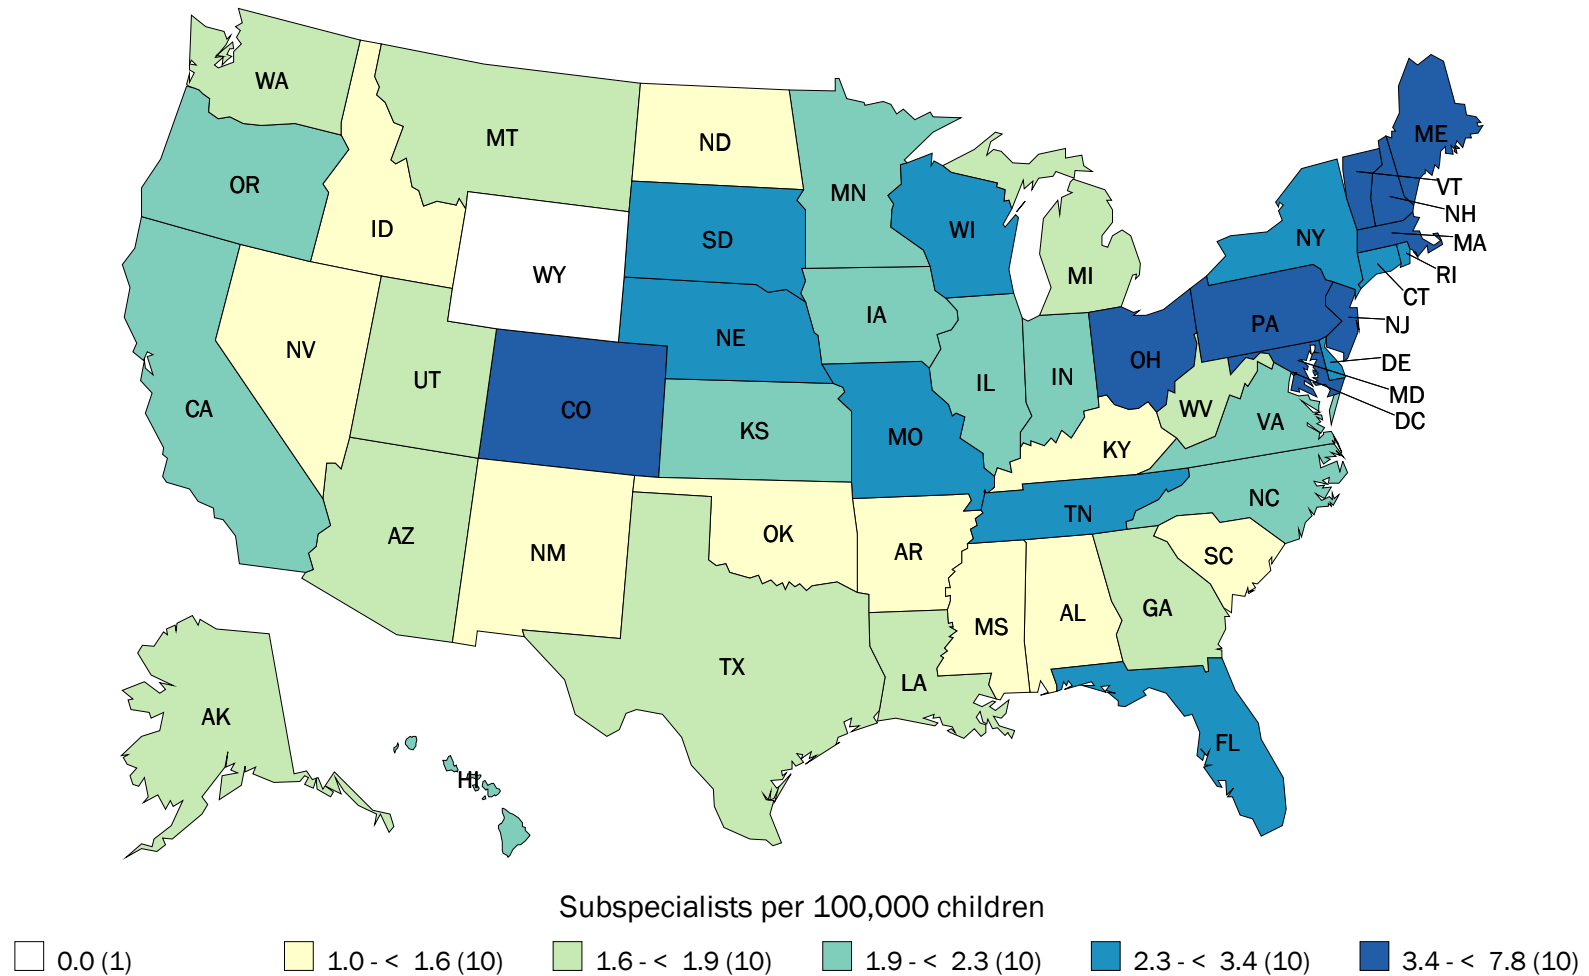 WA
MT
ND
MN
ME
OR
ID
SD
WI
MI
NY
VT
NH
MA
RI
CT
WY
NE
IA
PA
NJ
NV
UT
CO
KS
MO
IL
IN
OH
WV
VA
DE
MD
DC
CA
KY
AZ
NM
OK
AR
TN
NC
SC
TX
LA
MS
AL
GA
FL
AK
HI
Subspecialists per 100,000 children
0.0 (1) 1.0 - < 1.6 (10) 1.6 - < 1.9 (10) 1.9 - < 2.3 (10) 2.3 - < 3.4 (10) 3.4 - < 7.8 (10)